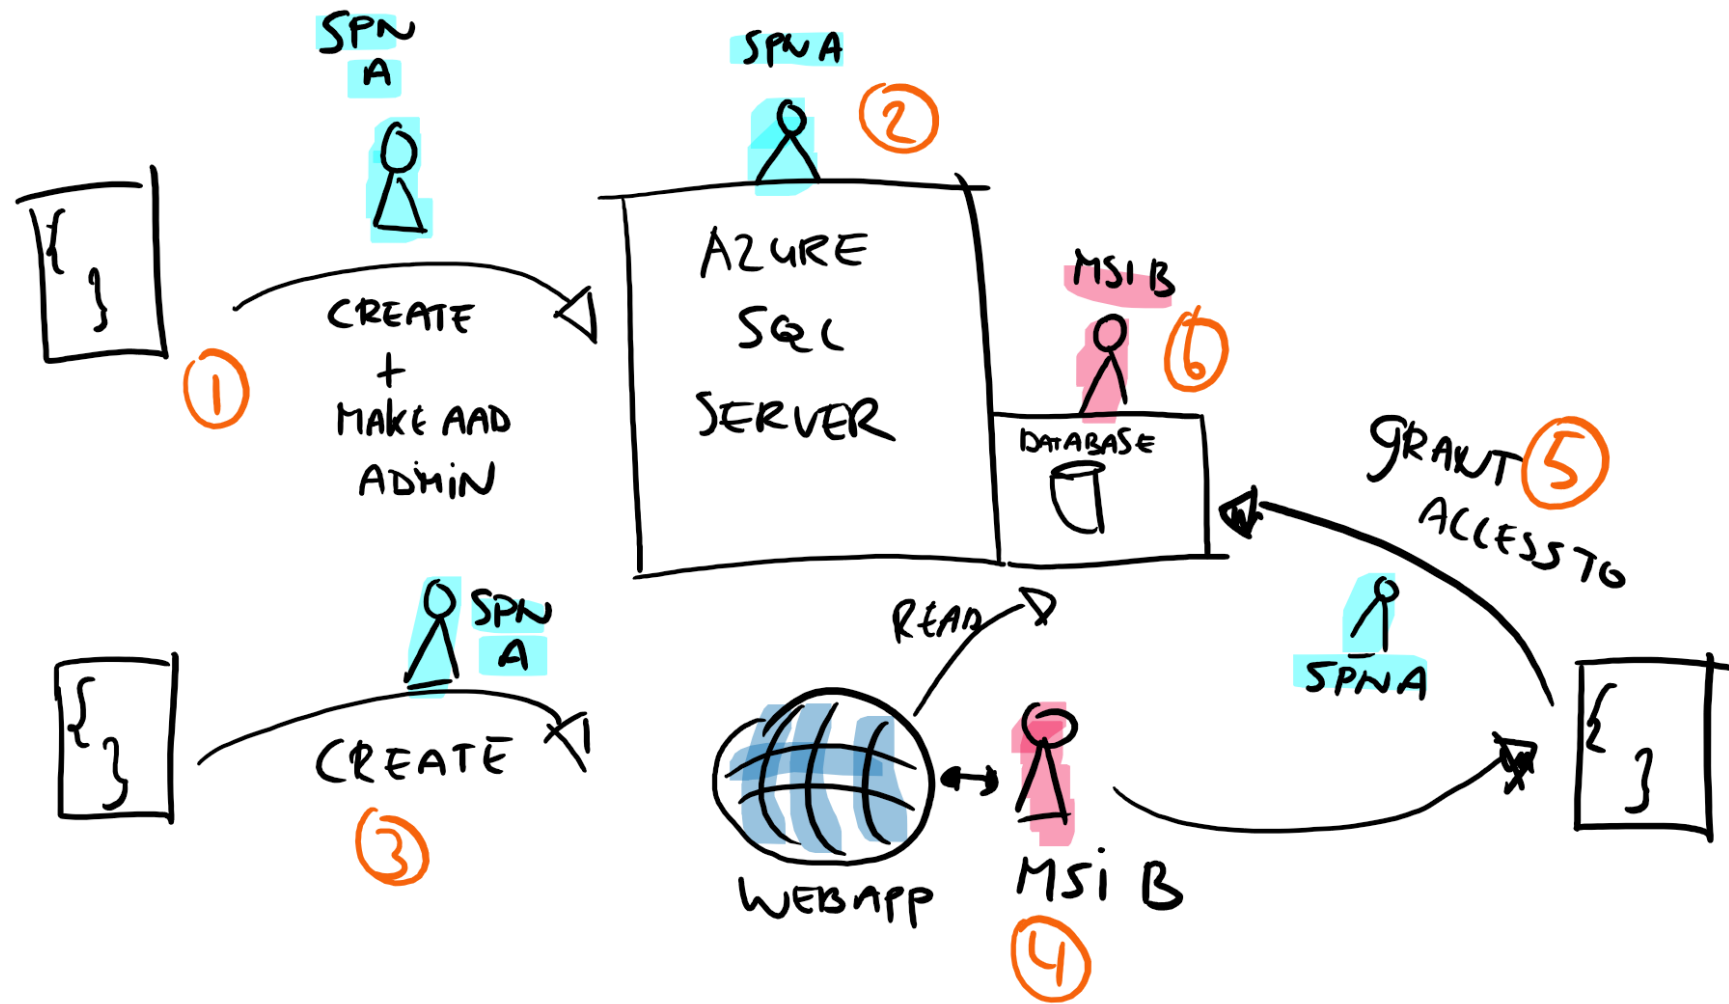 SPN
A
SPN A
2
{
}
AZURE
SQL
SERVER
CREATE
+
MAKE AAD
ADMIN
1
MSI B
6
DATABASE
GRANT
5
ACCESS TO
SPN
A
READ
SPN A
{
}
CREATE
3
WEBAPP
MSi B
4
{
}